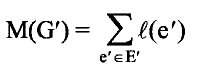 M(G′) = ∑ ℓ(e′)
e′∈E′